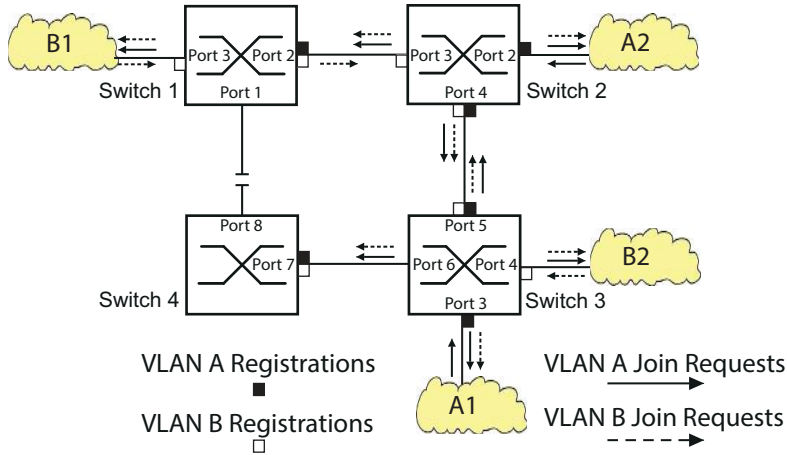 B1
Port 3
Port 2
Port 1
Switch 1
Port 3
Port 2
Port 4
Switch 2
A2
Port 8
Port 7
Switch 4
Port 5
Port 6
Port 4
Port 3
Switch 3
B2
A1
VLAN A Registrations
VLAN B Registrations
VLAN A Join Requests
VLAN B Join Requests